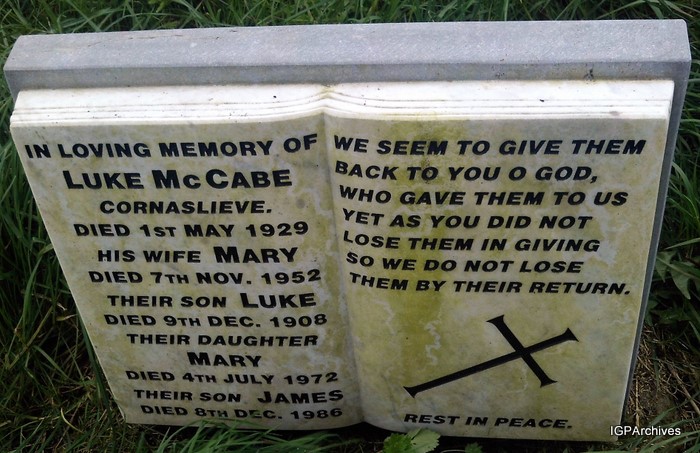 IN LOVING MEMORY OF
LUKE McCABE
CORNASLIEVE.
DIED 1ST MAY 1929
HIS WIFE MARY
DIED 7TH NOV. 1952
THEIR SON LUKE
DIED 9TH DEC. 1908
THEIR DAUGHTER
MARY
DIED 4TH JULY 1972
THEIR SON JAMES
DIED 8TH DEC. 1986
WE SEEM TO GIVE THEM
BACK TO YOU O GOD,
WHO GAVE THEM TO US
YET AS YOU DID NOT
LOSE THEM IN GIVING
SO WE DO NOT LOSE
THEM BY THEIR RETURN.
REST IN PEACE.
IGPArchives